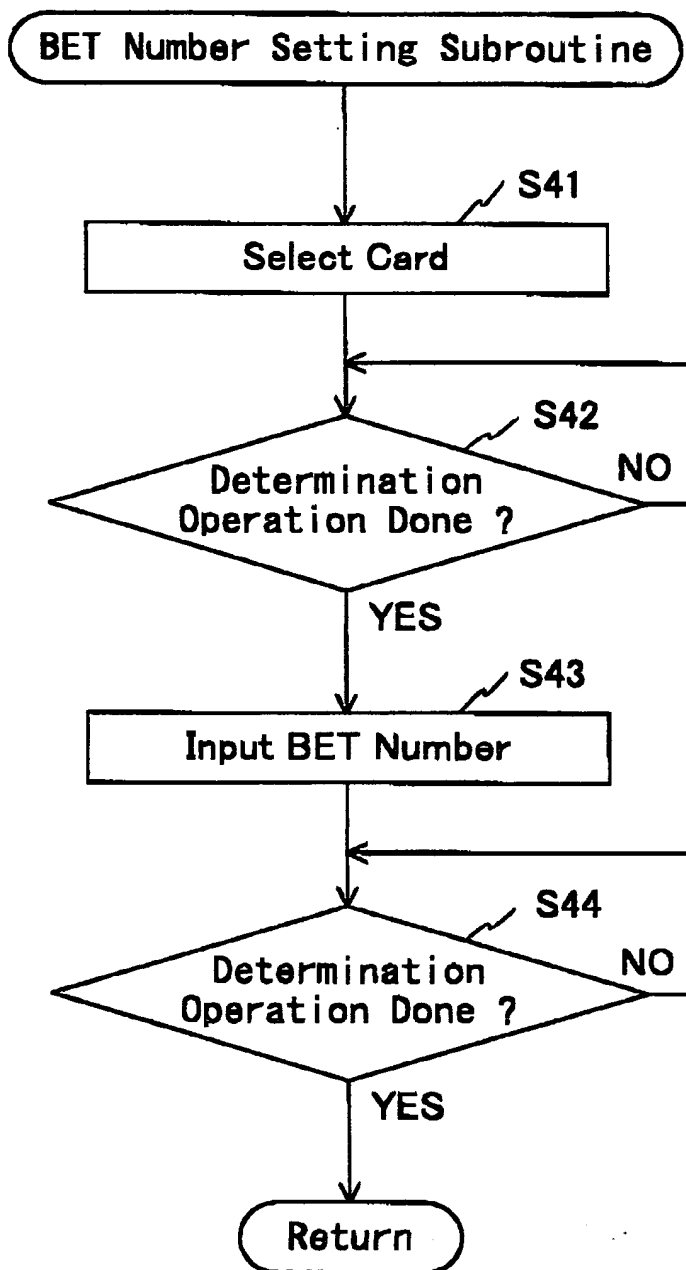 BET Number Setting Subroutine
S41
Select Card
S42
Determination
Operation Done ?
NO
YES
S43
Input BET Number
S44
Determination
Operation Done ?
NO
YES
Return